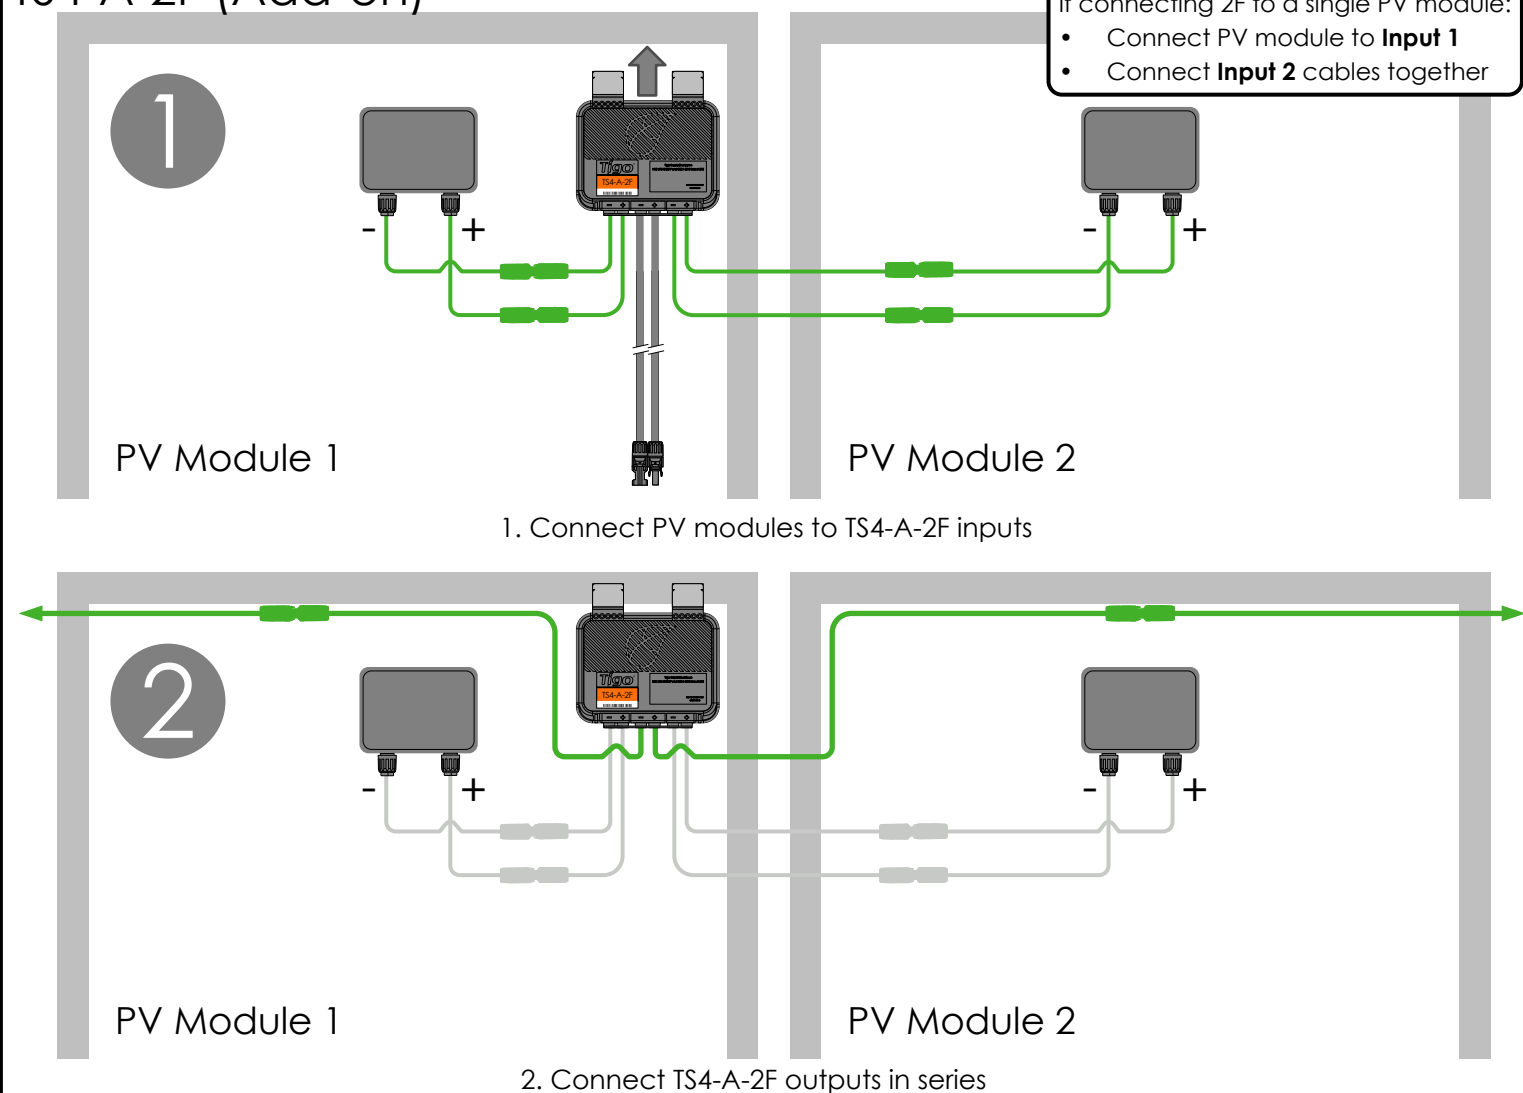 If connecting 2F to a single PV module:
• Connect PV module to Input 1
• Connect Input 2 cables together
1
Tigo
TS4-A-2F
- +
- +
PV Module 1
PV Module 2
1. Connect PV modules to TS4-A-2F inputs
2
Tigo
TS4-A-2F
- +
- +
PV Module 1
PV Module 2
2. Connect TS4-A-2F outputs in series